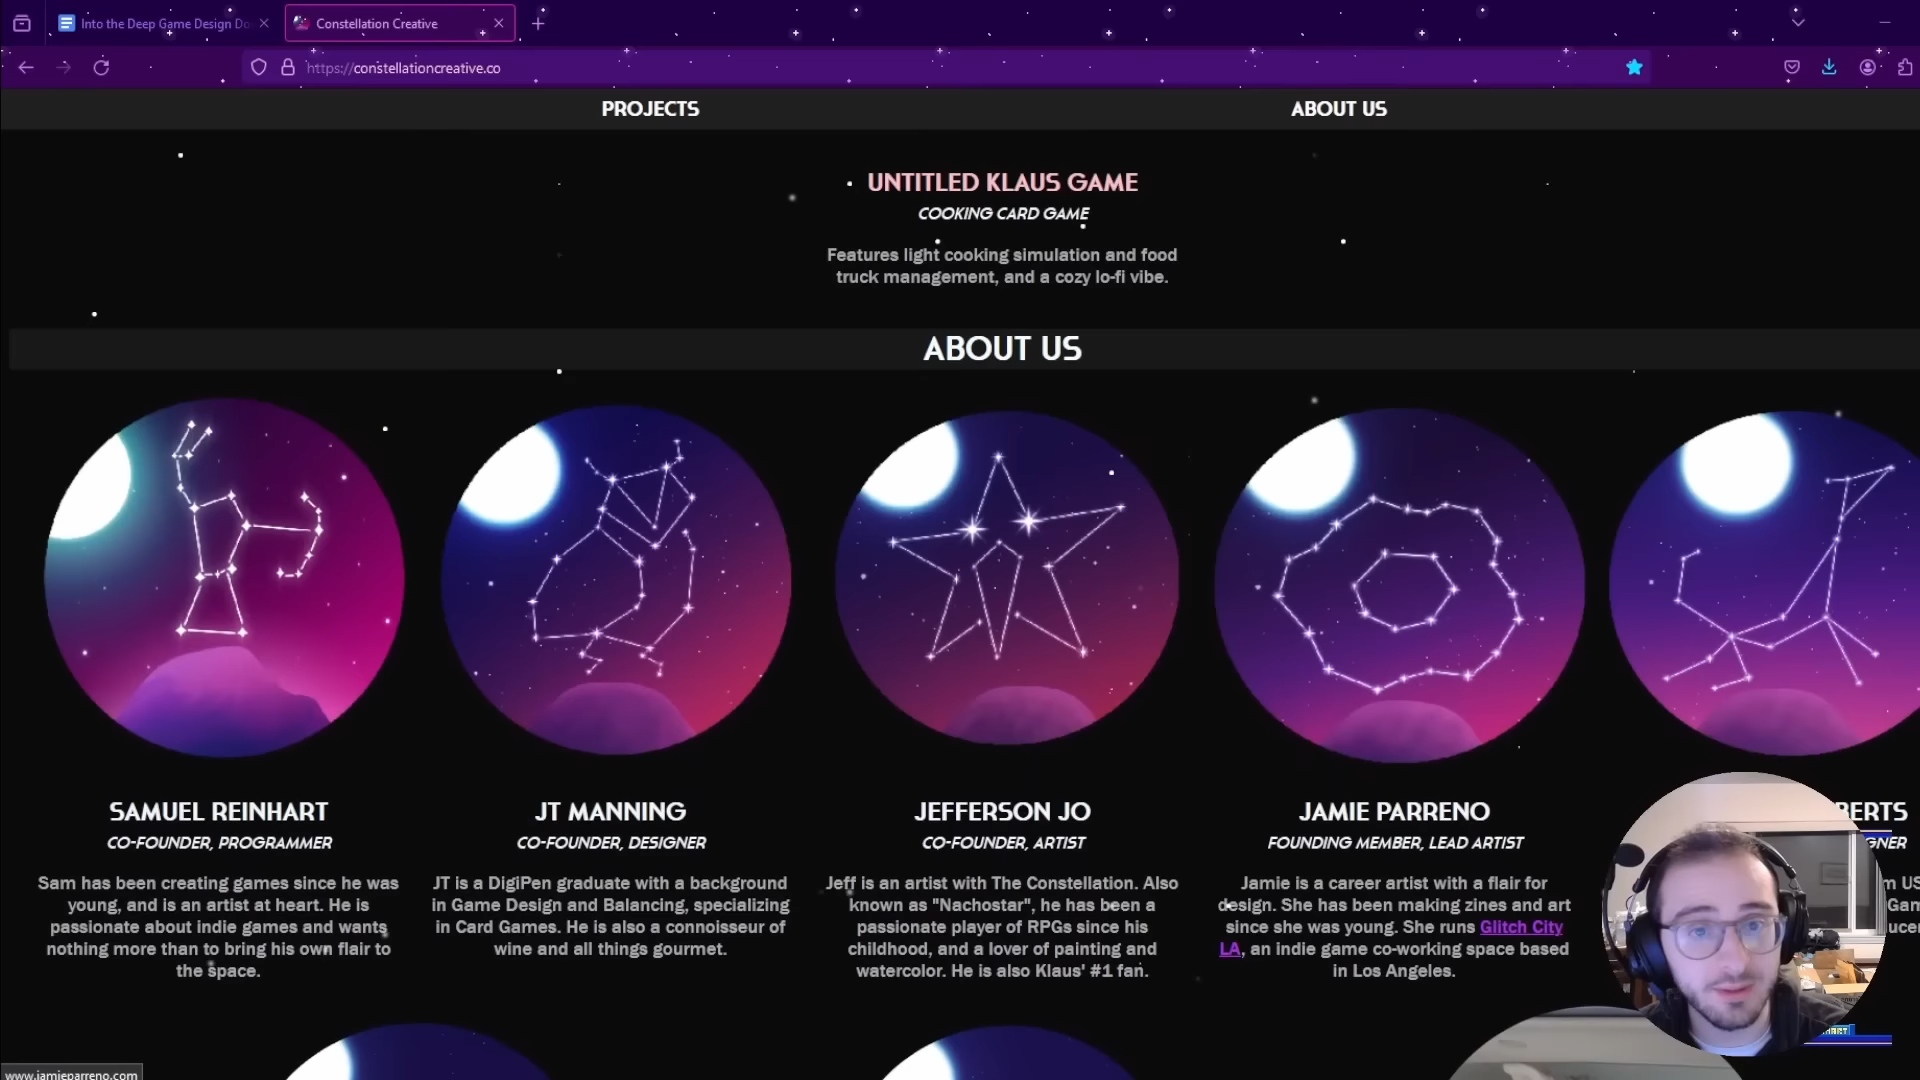 Into the Deep Game Design Do
Constellation Creative
https://constellationcreative.co
PROJECTS
ABOUT US
UNTITLED KLAUS GAME
COOKING CARD GAME
Features light cooking simulation and food
truck management, and a cozy lo-fi vibe.
ABOUT US
SAMUEL REINHART
CO-FOUNDER, PROGRAMMER
Sam has been creating games since he was
young, and is an artist at heart. He is
passionate about indie games and wants
nothing more than to bring his own flair to
the space.
JT MANNING
CO-FOUNDER, DESIGNER
JT is a DigiPen graduate with a background
in Game Design and Balancing, specializing
in Card Games. He is also a connoisseur of
wine and all things gourmet.
JEFFERSON JO
CO-FOUNDER, ARTIST
Jeff is an artist with The Constellation. Also
known as "Nachostar", he has been a
passionate player of RPGs since his
childhood, and a lover of painting and
watercolor. He is also Klaus' #1 fan.
JAMIE PARRENO
FOUNDING MEMBER, LEAD ARTIST
Jamie is a career artist with a flair for
design. She has been making zines and art
since she was young. She runs Glitch City
LA, an indie game co-working space based
in Los Angeles.
BERTS
GNER
m US
Gam
ucer
www.jamieparreno.com